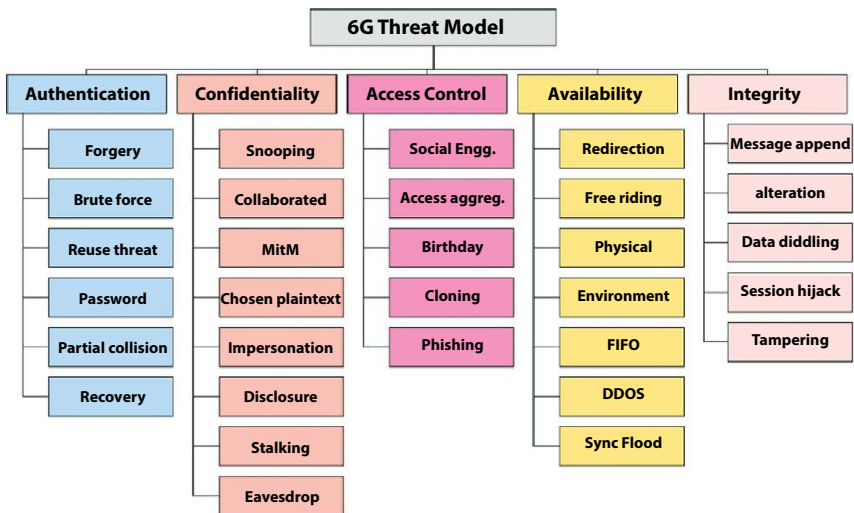 6G Threat Model
Authentication
Forgery
Brute force
Reuse threat
Password
Partial collision
Recovery
Confidentiality
Snooping
Collaborated
MitM
Chosen plaintext
Impersonation
Disclosure
Stalking
Eavesdrop
Access Control
Social Engg.
Access aggreg.
Birthday
Cloning
Phishing
Availability
Redirection
Free riding
Physical
Environment
FIFO
DDOS
Sync Flood
Integrity
Message append
alteration
Data diddling
Session hijack
Tampering